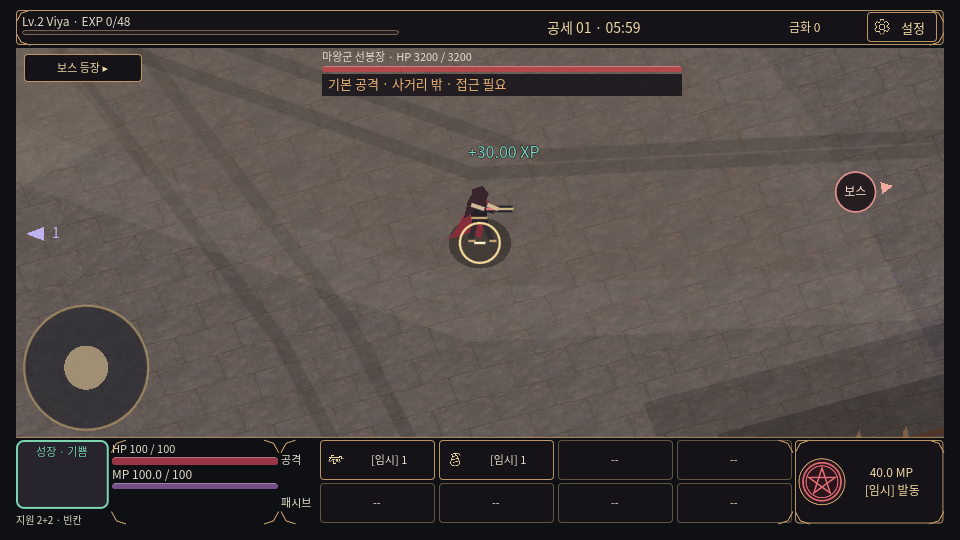 Lv.2 Viya · EXP 0/48
공세 01 · 05:59
금화 0
설정
보스 등장 ▸
마왕군 선봉장 · HP 3200 / 3200
기본 공격 · 사거리 밖 · 접근 필요
+30.00 XP
보스
1
성장 · 기쁨
HP 100 / 100
MP 100.0 / 100
공격
[임시] 1
[임시] 1
--
--
40.0 MP
[임시] 발동
패시브
--
--
--
--
지원 2+2 · 빈칸